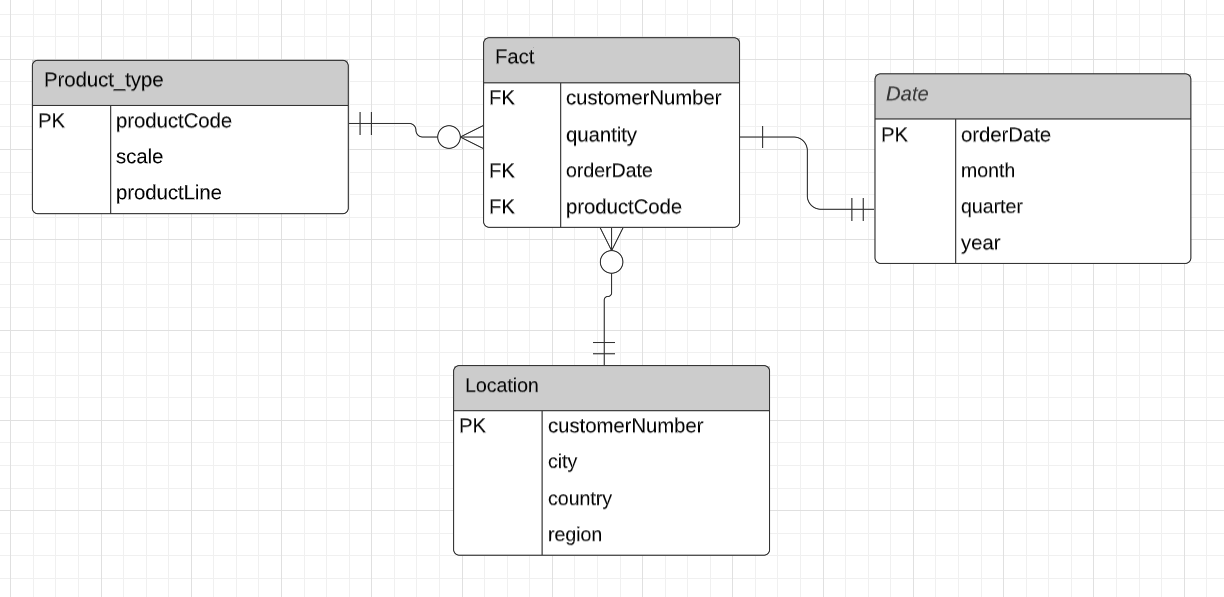 Product_type
PK productCode
scale
productLine
Fact
FK customerNumber
quantity
FK orderDate
FK productCode
Date
PK orderDate
month
quarter
year
Location
PK customerNumber
city
country
region